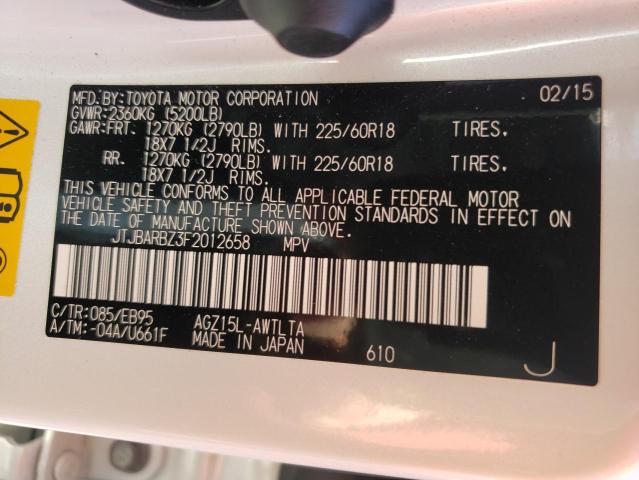 MFD.BY:TOYOTA MOTOR CORPORATION 02/15
GVWR:2360KG (5200LB)
GAWR:FRT. 1270KG (2790LB) WITH 225/60R18 TIRES.
18X7 1/2J RIMS.
RR. 1270KG (2790LB) WITH 225/60R18 TIRES.
18X7 1/2J RIMS.
THIS VEHICLE CONFORMS TO ALL APPLICABLE FEDERAL MOTOR
VEHICLE SAFETY AND THEFT PREVENTION STANDARDS IN EFFECT ON
THE DATE OF MANUFACTURE SHOWN ABOVE.
JTJBARBZ3F2012658 MPV
C/TR:085/EB95 AGZ15L-AWTLTA
A/TM:-04A/U661F MADE IN JAPAN 610
J